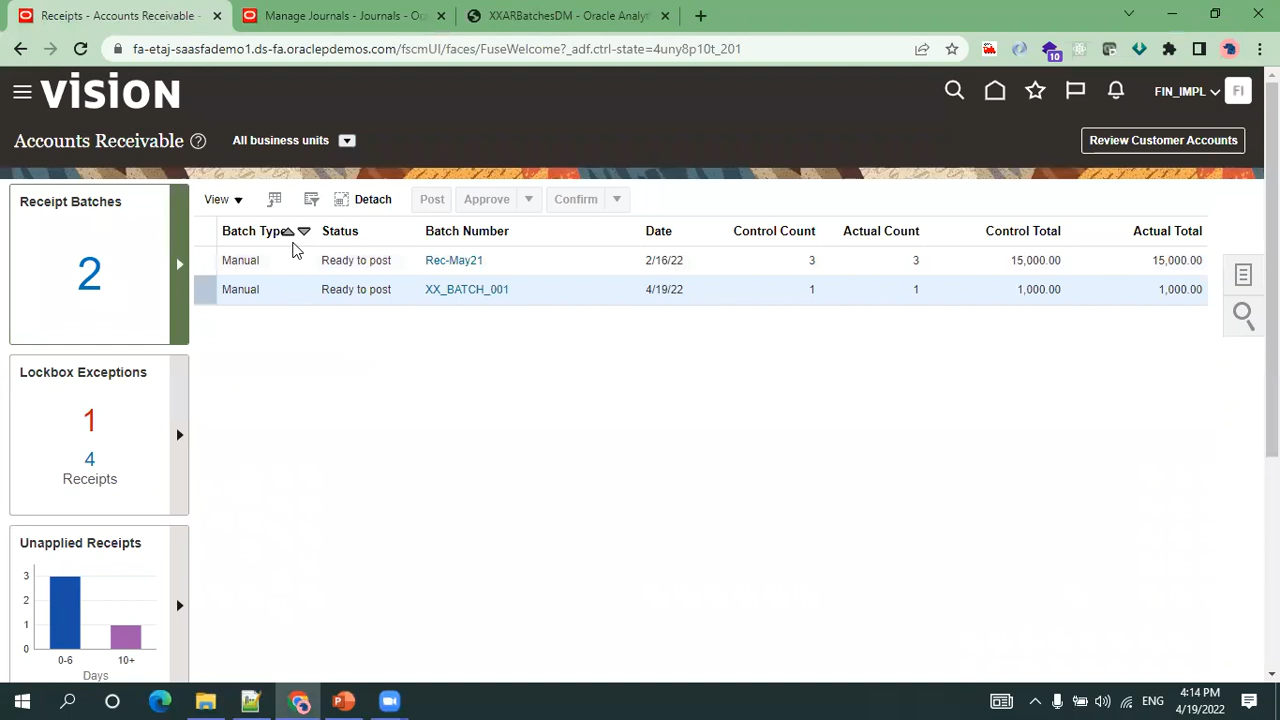 Receipts - Accounts Receivable -
Manage Journals - Journals - Ora
XXARBatchesDM - Oracle Analyt
fa-etaj-saasfademo1.ds-fa.oraclepdemos.com/fscmUI/faces/FuseWelcome?_adf.ctrl-state=4uny8p10t_201
10
VISION
FIN_IMPL
FI
Accounts Receivable
All business units
Review Customer Accounts
Receipt Batches
2
View
Detach
Post
Approve
Confirm
Batch Type Status Batch Number Date Control Count Actual Count Control Total Actual Total
Manual Ready to post Rec-May21 2/16/22 3 3 15,000.00 15,000.00
Manual Ready to post XX_BATCH_001 4/19/22 1 1 1,000.00 1,000.00
Lockbox Exceptions
1
4
Receipts
Unapplied Receipts
3
2
1
0
0-6 10+
Days
ENG
4:14 PM
4/19/2022